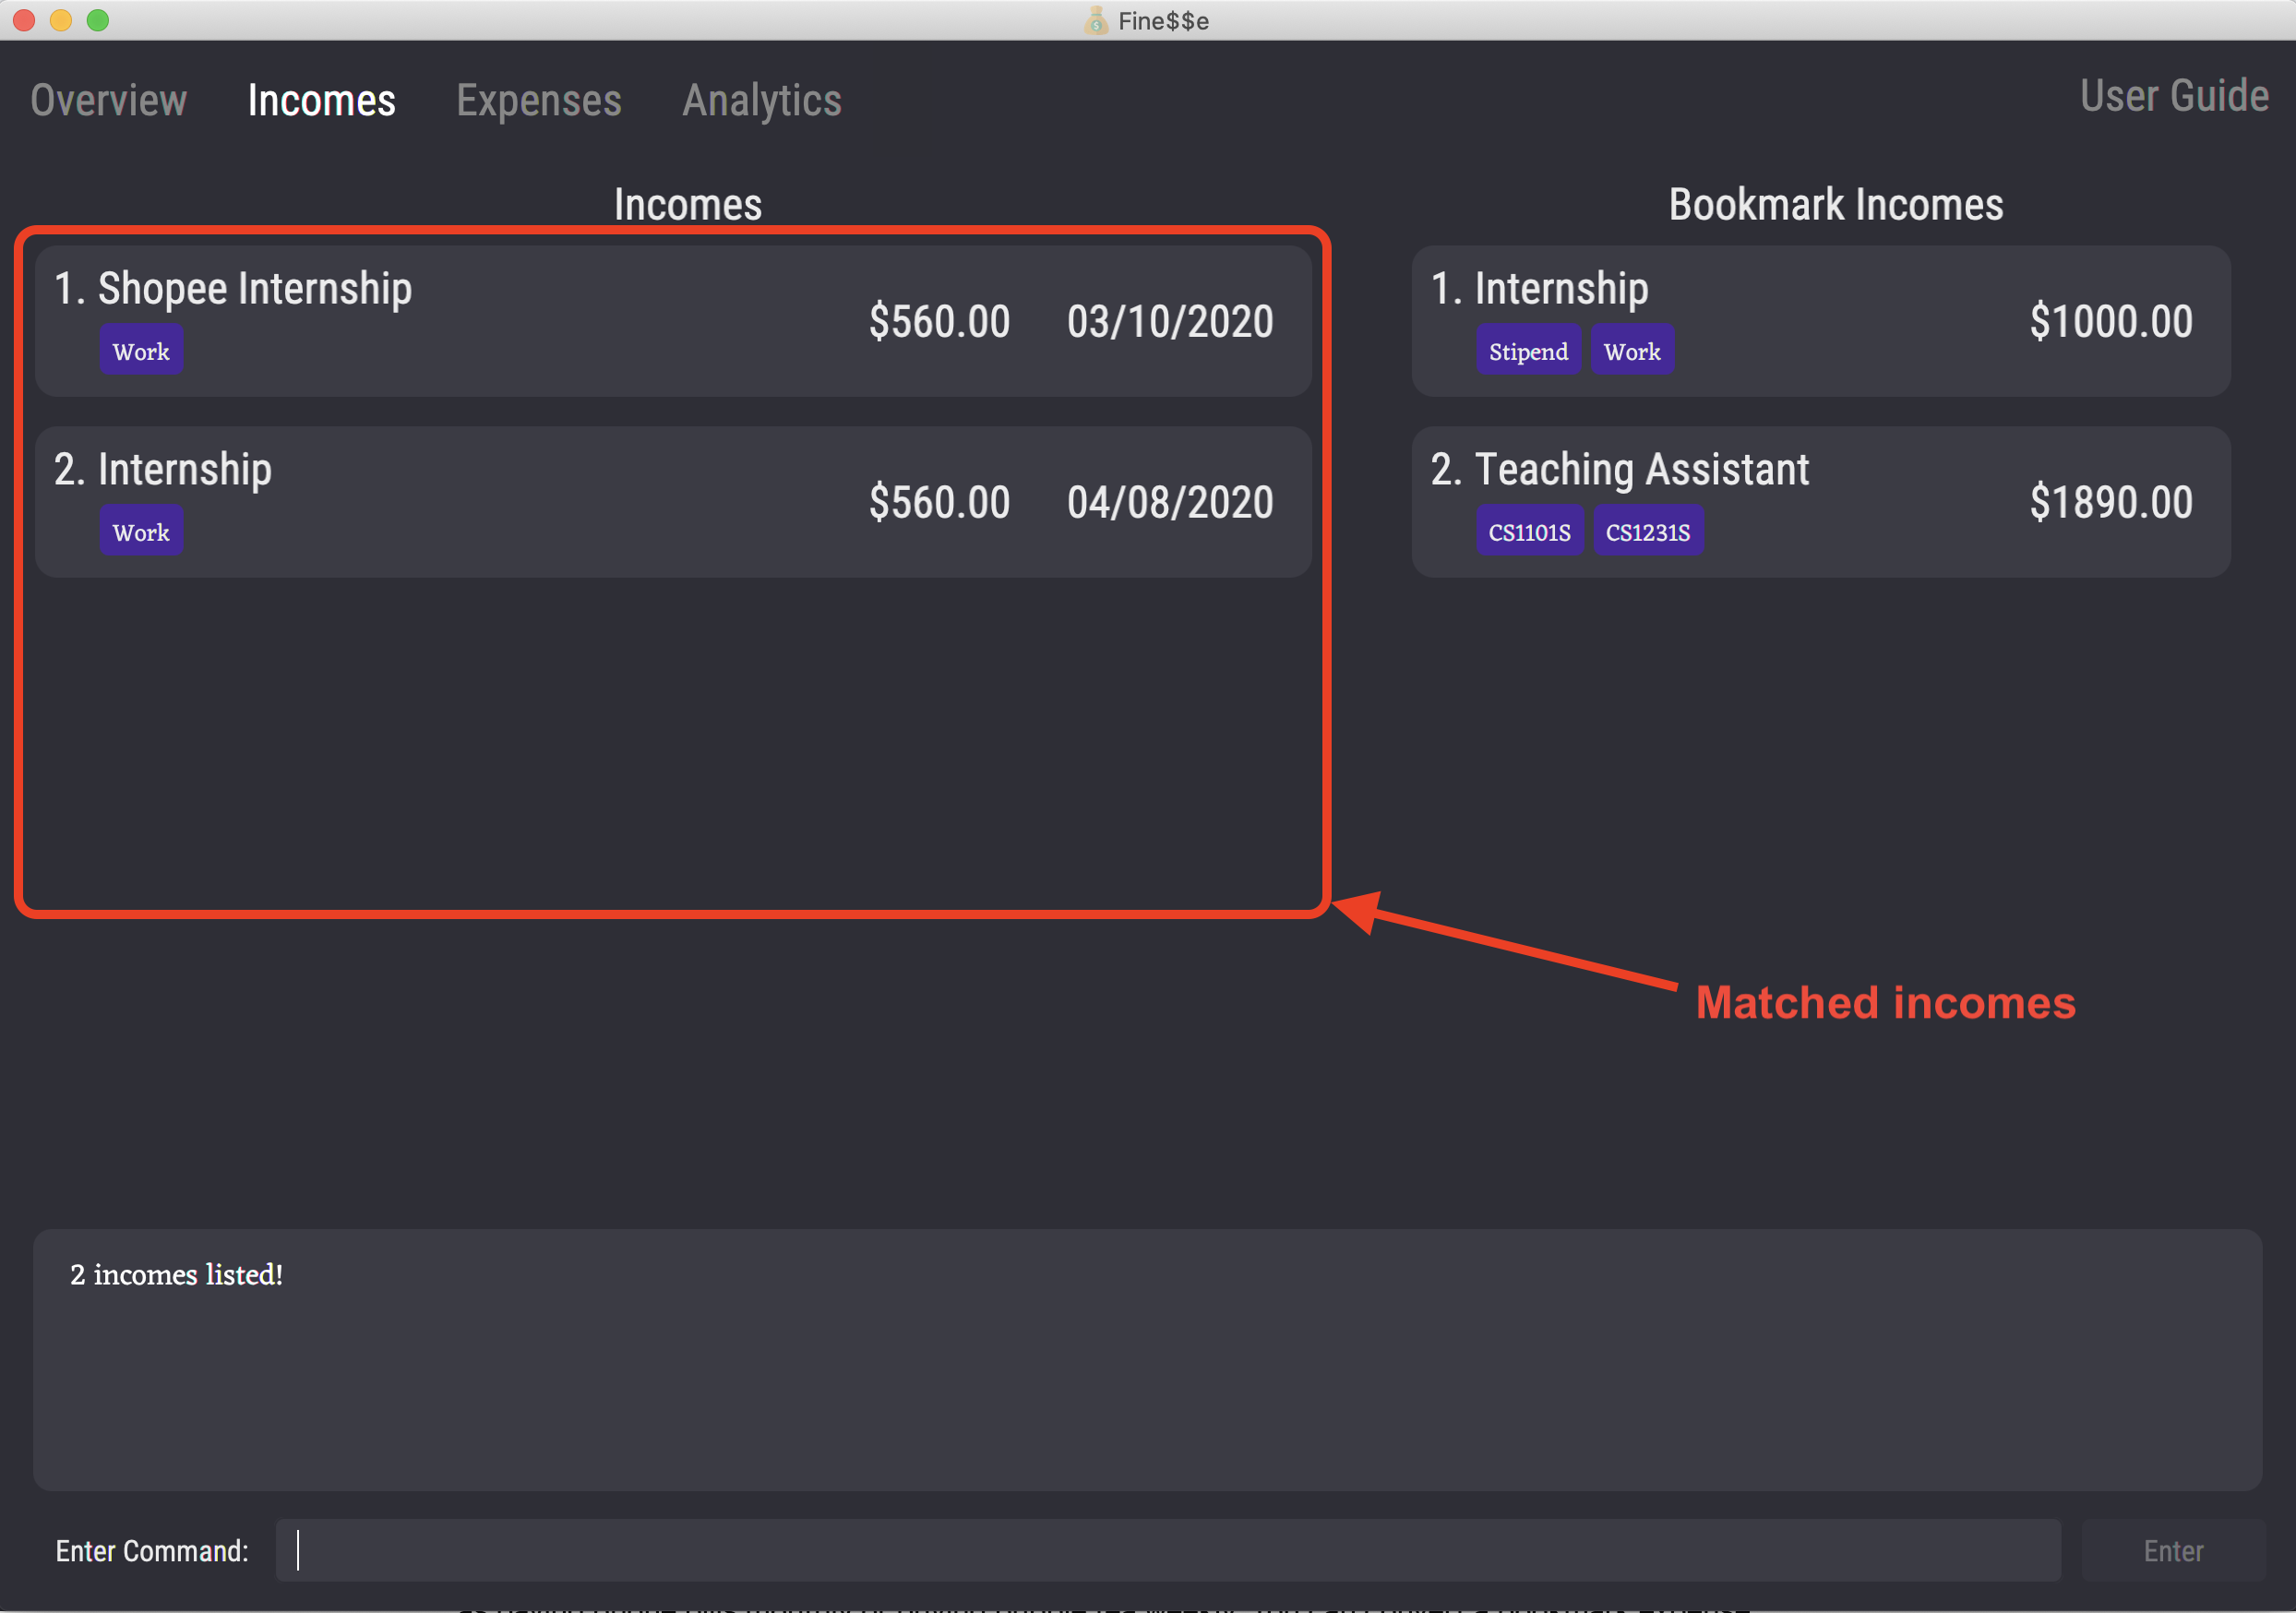 Fine$$e
Overview Incomes Expenses Analytics User Guide
Incomes
1. Shopee Internship
Work
$560.00 03/10/2020
2. Internship
Work
$560.00 04/08/2020
Bookmark Incomes
1. Internship
Stipend Work
$1000.00
2. Teaching Assistant
CS1101S CS1231S
$1890.00
Matched incomes
2 incomes listed!
Enter Command:
Enter